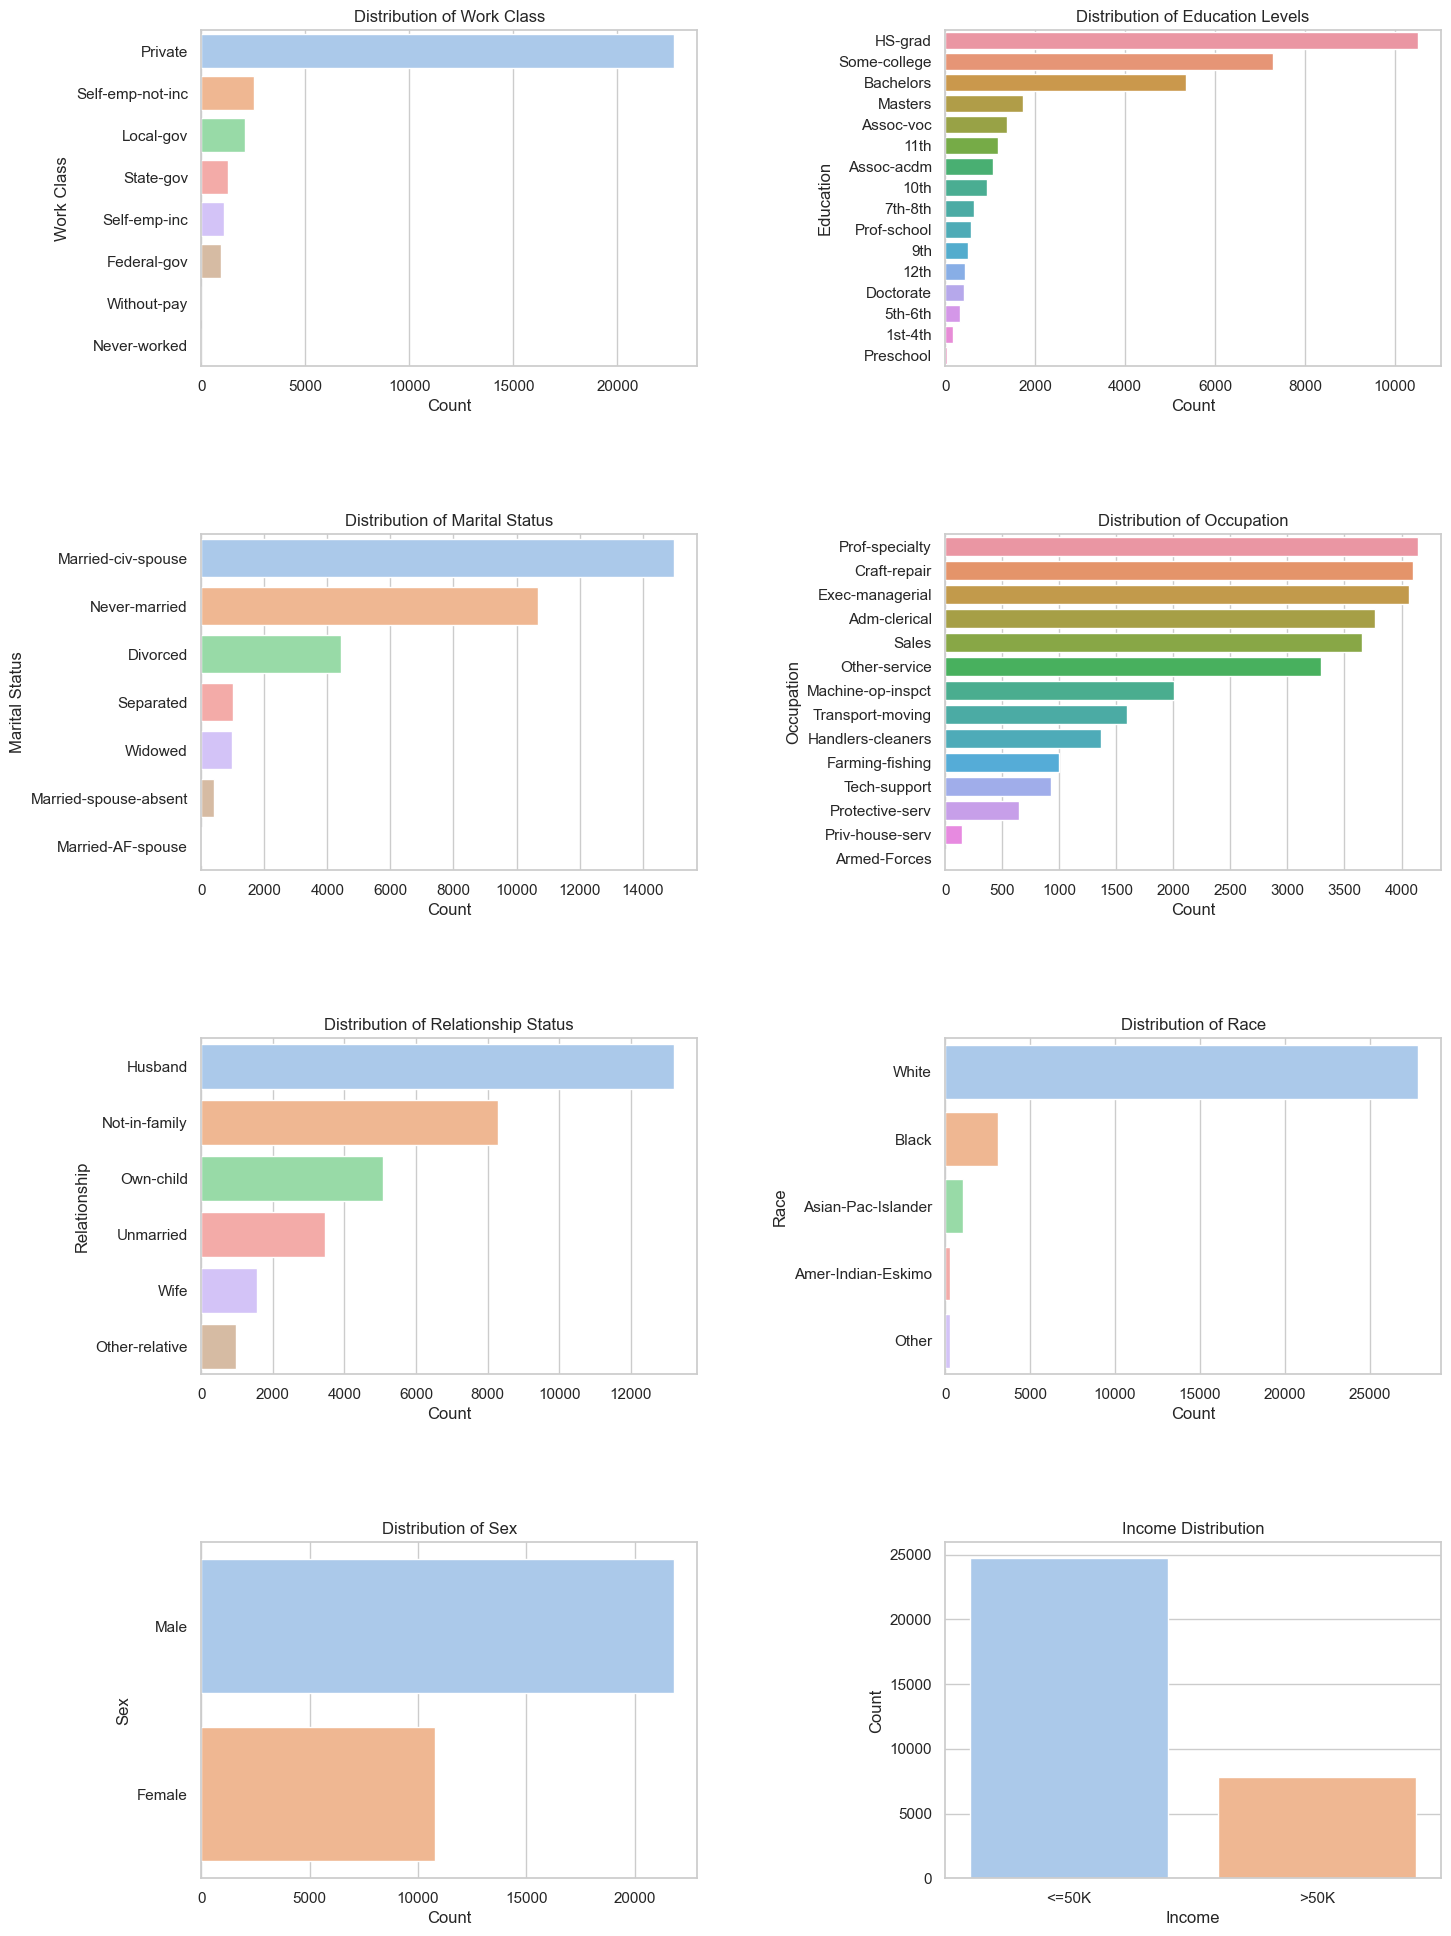 Distribution of Work Class
Work Class
Private
Self-emp-not-inc
Local-gov
State-gov
Self-emp-inc
Federal-gov
Without-pay
Never-worked
0 5000 10000 15000 20000
Count
Distribution of Education Levels
Education
HS-grad
Some-college
Bachelors
Masters
Assoc-voc
11th
Assoc-acdm
10th
7th-8th
Prof-school
9th
12th
Doctorate
5th-6th
1st-4th
Preschool
0 2000 4000 6000 8000 10000
Count
Distribution of Marital Status
Marital Status
Married-civ-spouse
Never-married
Divorced
Separated
Widowed
Married-spouse-absent
Married-AF-spouse
0 2000 4000 6000 8000 10000 12000 14000
Count
Distribution of Occupation
Occupation
Prof-specialty
Craft-repair
Exec-managerial
Adm-clerical
Sales
Other-service
Machine-op-inspct
Transport-moving
Handlers-cleaners
Farming-fishing
Tech-support
Protective-serv
Priv-house-serv
Armed-Forces
0 500 1000 1500 2000 2500 3000 3500 4000
Count
Distribution of Relationship Status
Relationship
Husband
Not-in-family
Own-child
Unmarried
Wife
Other-relative
0 2000 4000 6000 8000 10000 12000
Count
Distribution of Race
Race
White
Black
Asian-Pac-Islander
Amer-Indian-Eskimo
Other
0 5000 10000 15000 20000 25000
Count
Distribution of Sex
Sex
Male
Female
0 5000 10000 15000 20000
Count
Income Distribution
Count
25000
20000
15000
10000
5000
0
<=50K >50K
Income